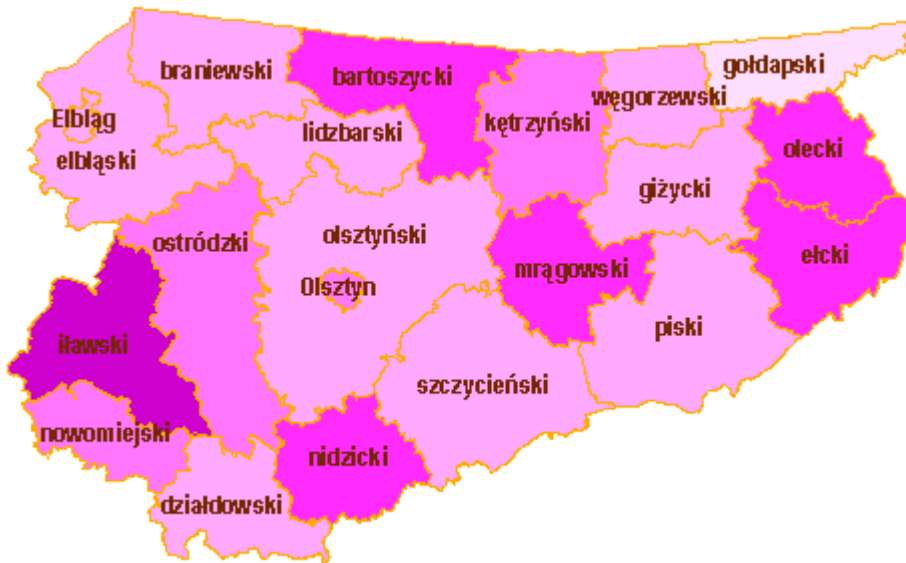 gołdapski
braniewski
bartoszycki
węgorzewski
Elbląg
kętrzyński
lidzbarski
olecki
elbląski
giżycki
olsztyński
ostródzki
ełcki
mrągowski
Olsztyn
piski
iławski
szczycieński
nowomiejski
nidzicki
działdowski